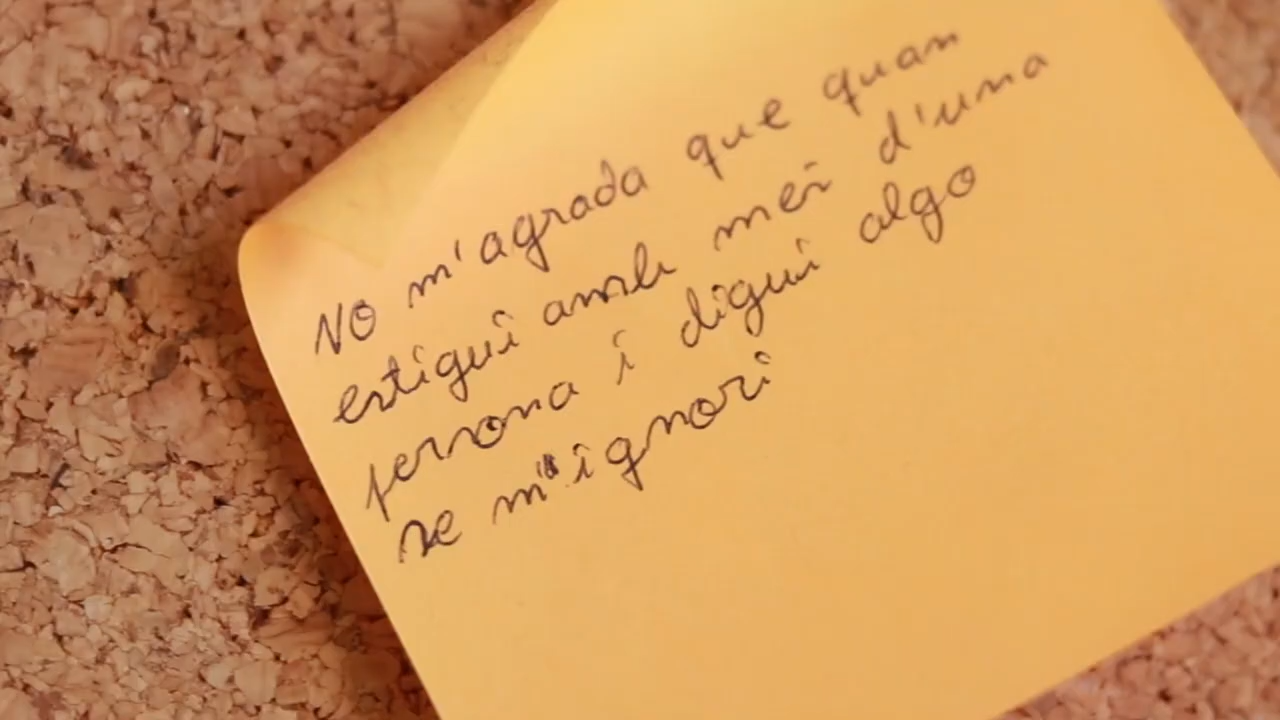 No m'agrada que quan
estigui amb més d'una
persona i digui algo
se m'ignori